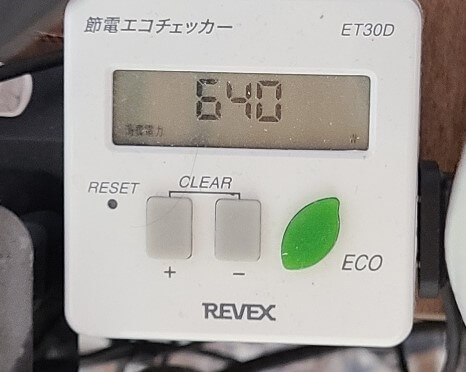 節電エコチェッカー ET30D
640
消費電力 W
RESET CLEAR
+ -
ECO
REVEX